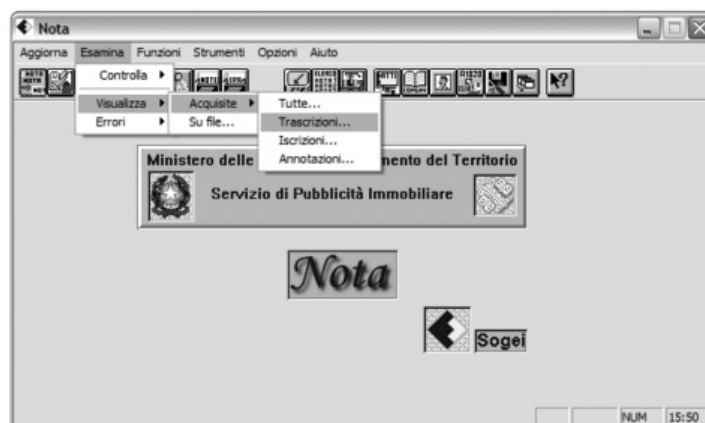 Nota
Aggiorna Esamina Funzioni Strumenti Opzioni Aiuto
Controlla
Visualizza
Errori
Acquisite
Su file...
Tutte...
Trascrizioni...
Iscrizioni...
Annotazioni...
Ministero delle mento del Territorio
Servizio di Pubblicità Immobiliare
Nota
Sogei
NUM 15:50